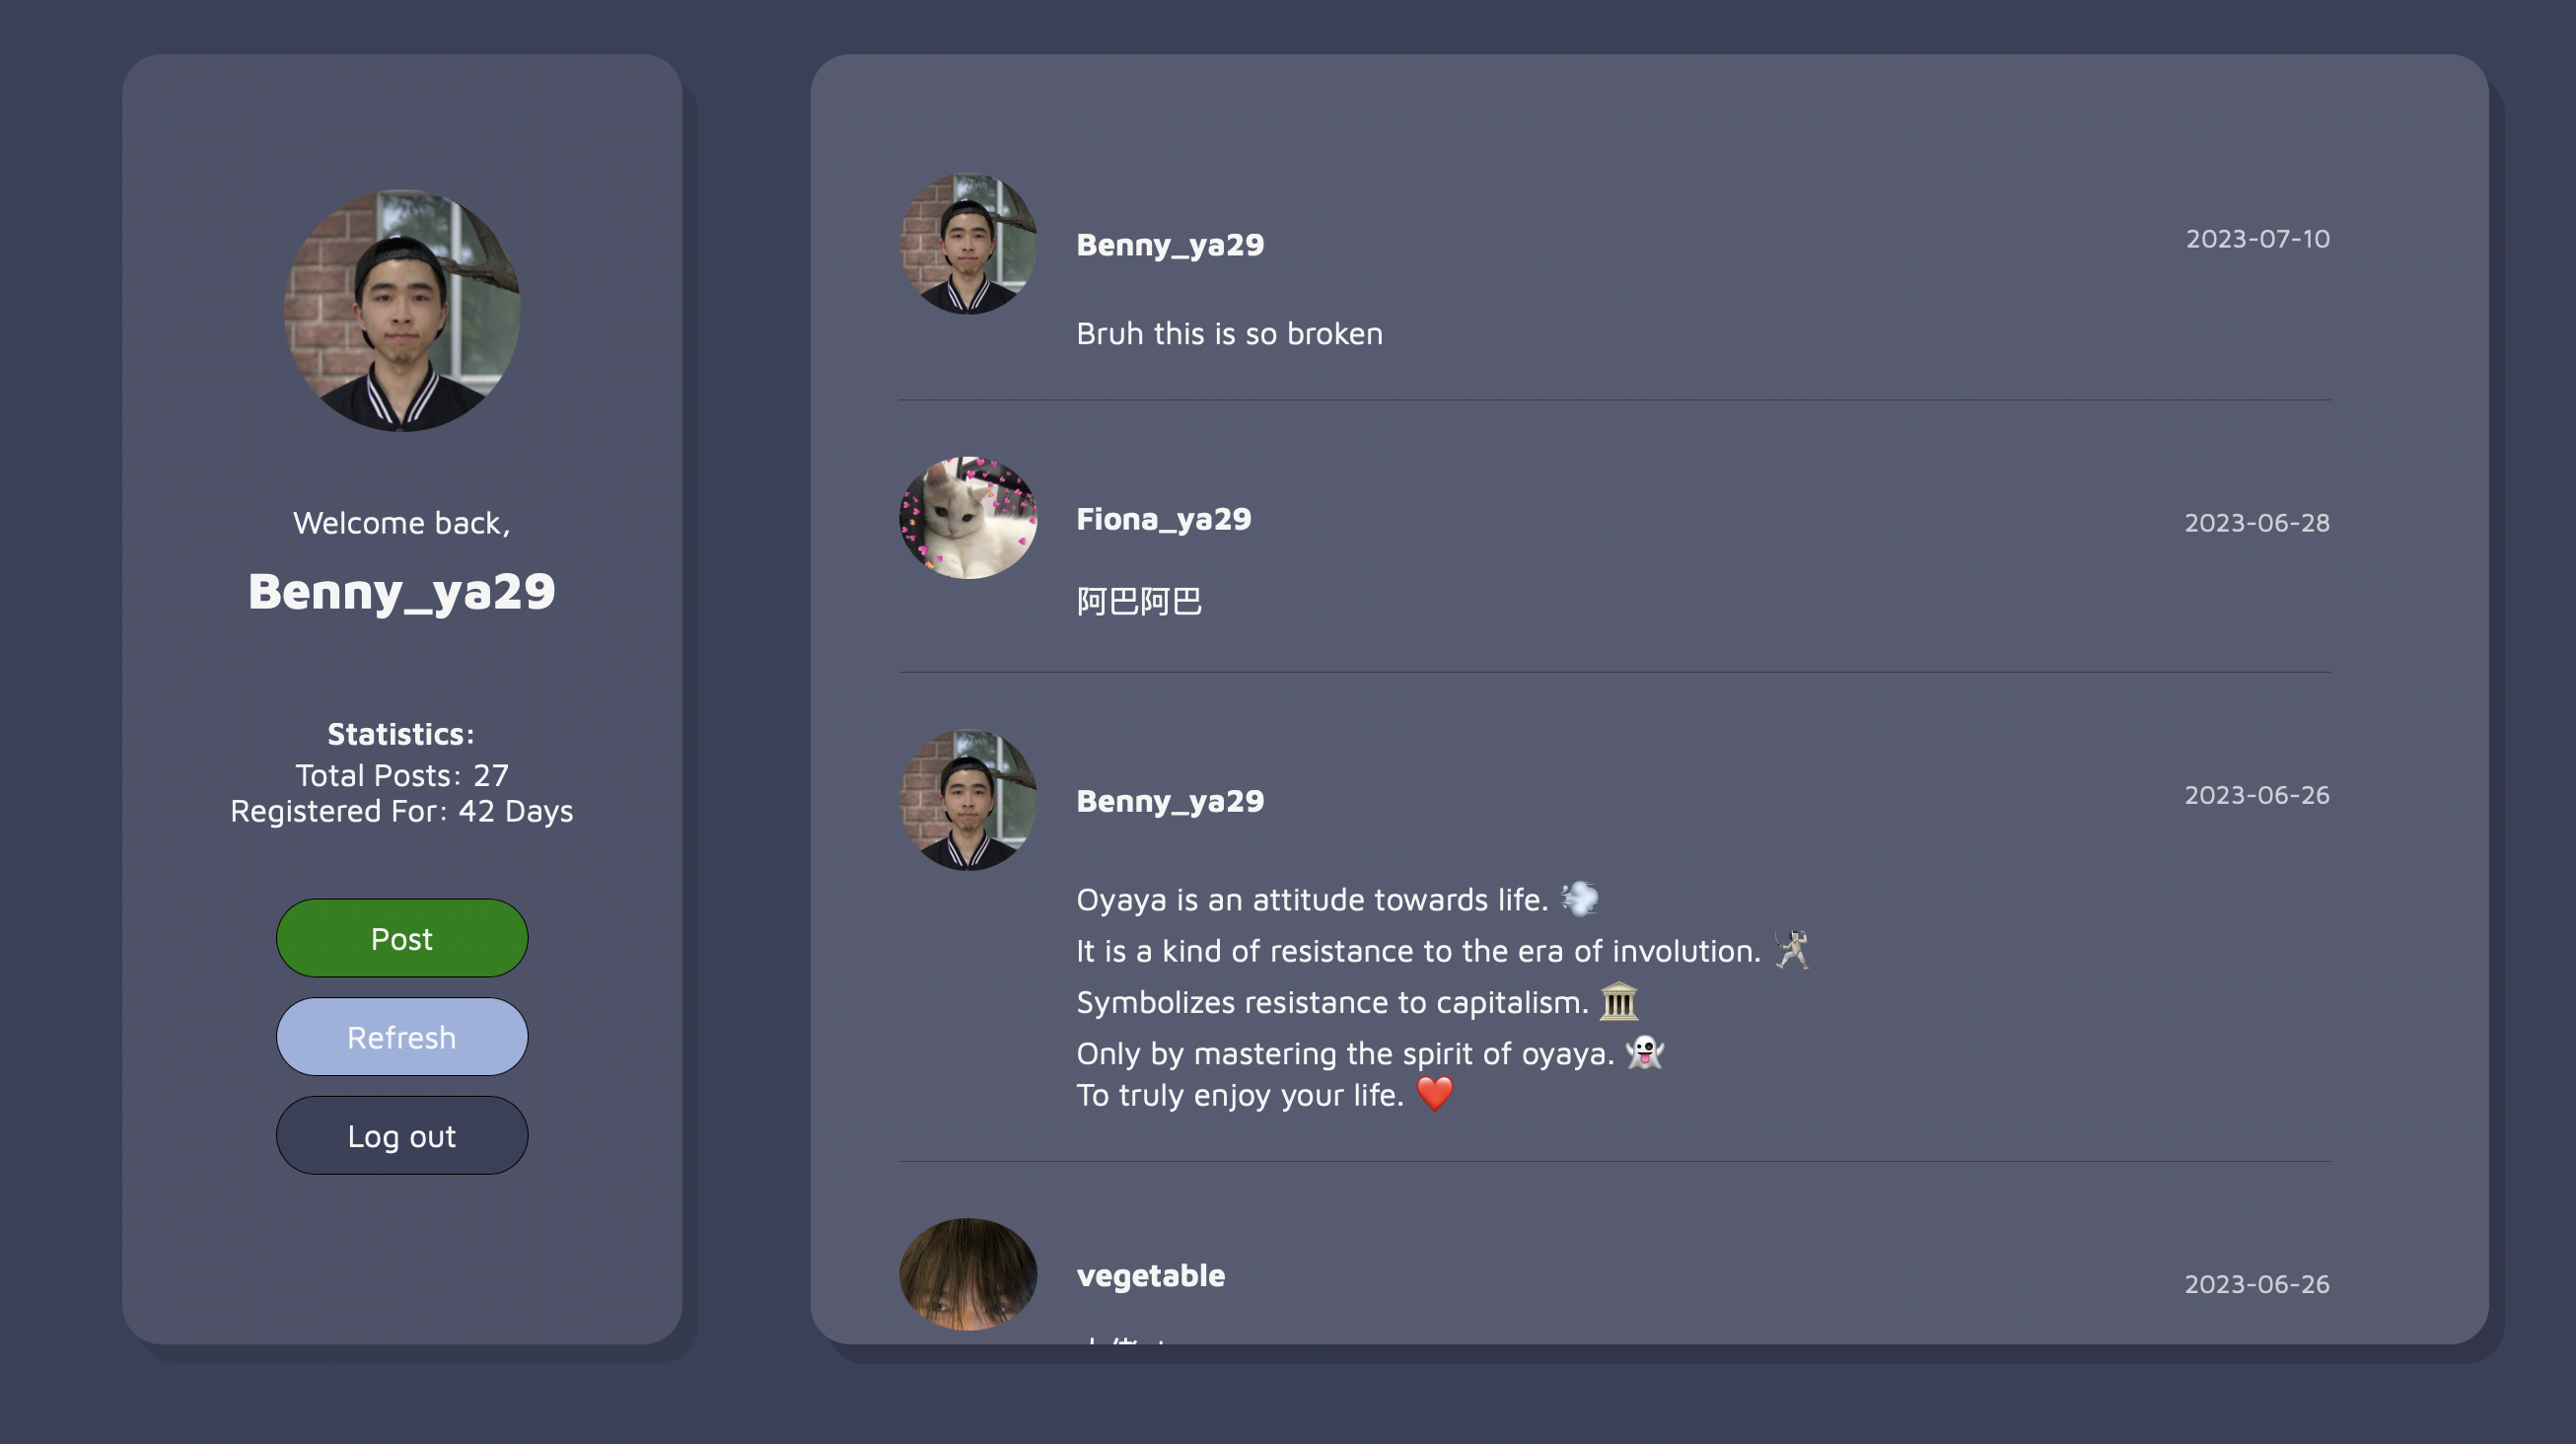 Welcome back,
Benny_ya29
Statistics:
Total Posts: 27
Registered For: 42 Days
Post
Refresh
Log out
Benny_ya29
2023-07-10
Bruh this is so broken
Fiona_ya29
2023-06-28
阿巴阿巴
Benny_ya29
2023-06-26
Oyaya is an attitude towards life. 💨
It is a kind of resistance to the era of involution. 🤺
Symbolizes resistance to capitalism. 🏛️
Only by mastering the spirit of oyaya. 👻
To truly enjoy your life. ❤️
vegetable
2023-06-26